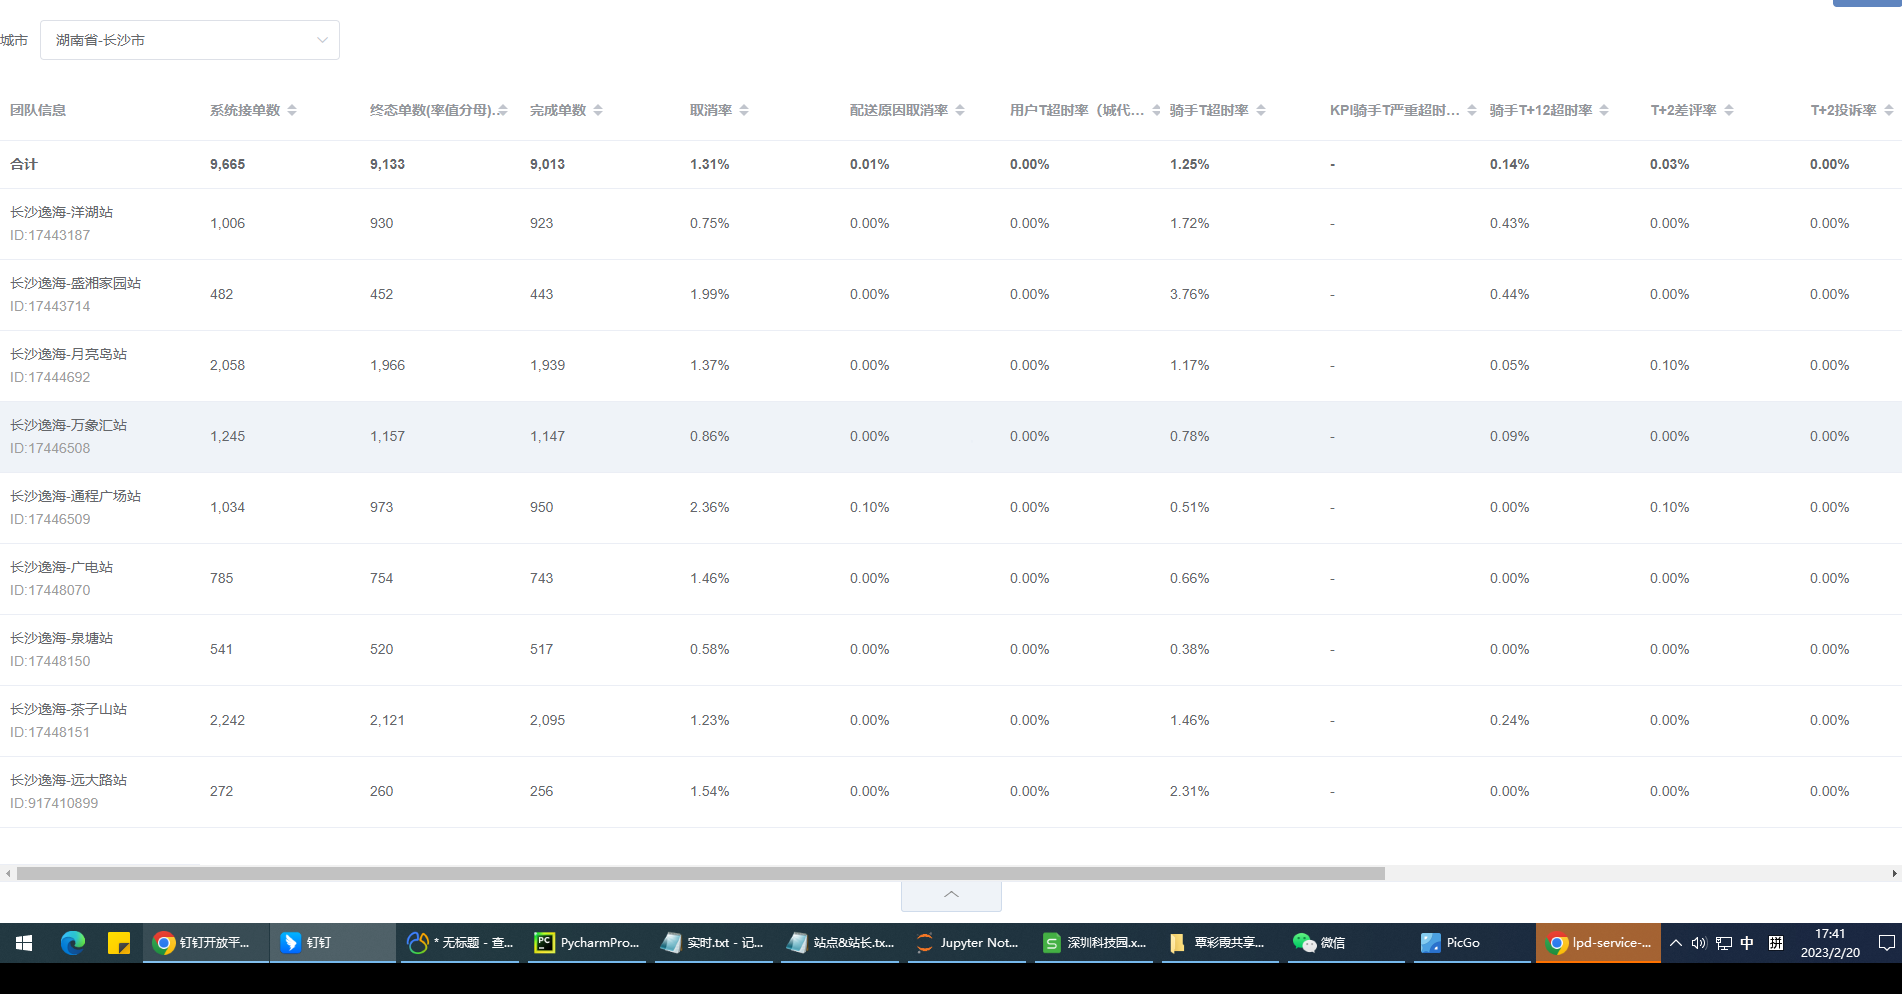 城市 湖南省-长沙市
团队信息 系统接单数 终态单数(率值分母)... 完成单数 取消率 配送原因取消率 用户T超时率（城代... 骑手T超时率 KPI骑手T严重超时... 骑手T+12超时率 T+2差评率 T+2投诉率
合计 9,665 9,133 9,013 1.31% 0.01% 0.00% 1.25% - 0.14% 0.03% 0.00%
长沙逸海-洋湖站
ID:17443187
1,006 930 923 0.75% 0.00% 0.00% 1.72% - 0.43% 0.00% 0.00%
长沙逸海-盛湘家园站
ID:17443714
482 452 443 1.99% 0.00% 0.00% 3.76% - 0.44% 0.00% 0.00%
长沙逸海-月亮岛站
ID:17444692
2,058 1,966 1,939 1.37% 0.00% 0.00% 1.17% - 0.05% 0.10% 0.00%
长沙逸海-万象汇站
ID:17446508
1,245 1,157 1,147 0.86% 0.00% 0.00% 0.78% - 0.09% 0.00% 0.00%
长沙逸海-通程广场站
ID:17446509
1,034 973 950 2.36% 0.10% 0.00% 0.51% - 0.00% 0.10% 0.00%
长沙逸海-广电站
ID:17448070
785 754 743 1.46% 0.00% 0.00% 0.66% - 0.00% 0.00% 0.00%
长沙逸海-泉塘站
ID:17448150
541 520 517 0.58% 0.00% 0.00% 0.38% - 0.00% 0.00% 0.00%
长沙逸海-茶子山站
ID:17448151
2,242 2,121 2,095 1.23% 0.00% 0.00% 1.46% - 0.24% 0.00% 0.00%
长沙逸海-远大路站
ID:917410899
272 260 256 1.54% 0.00% 0.00% 2.31% - 0.00% 0.00% 0.00%
钉钉开放平... 钉钉 * 无标题 - 查... PycharmPro... 实时.txt - 记... 站点&站长.tx... Jupyter Not... 深圳科技园.x... 覃彩霞共享... 微信 PicGo lpd-service-... 中 拼 17:41
2023/2/20